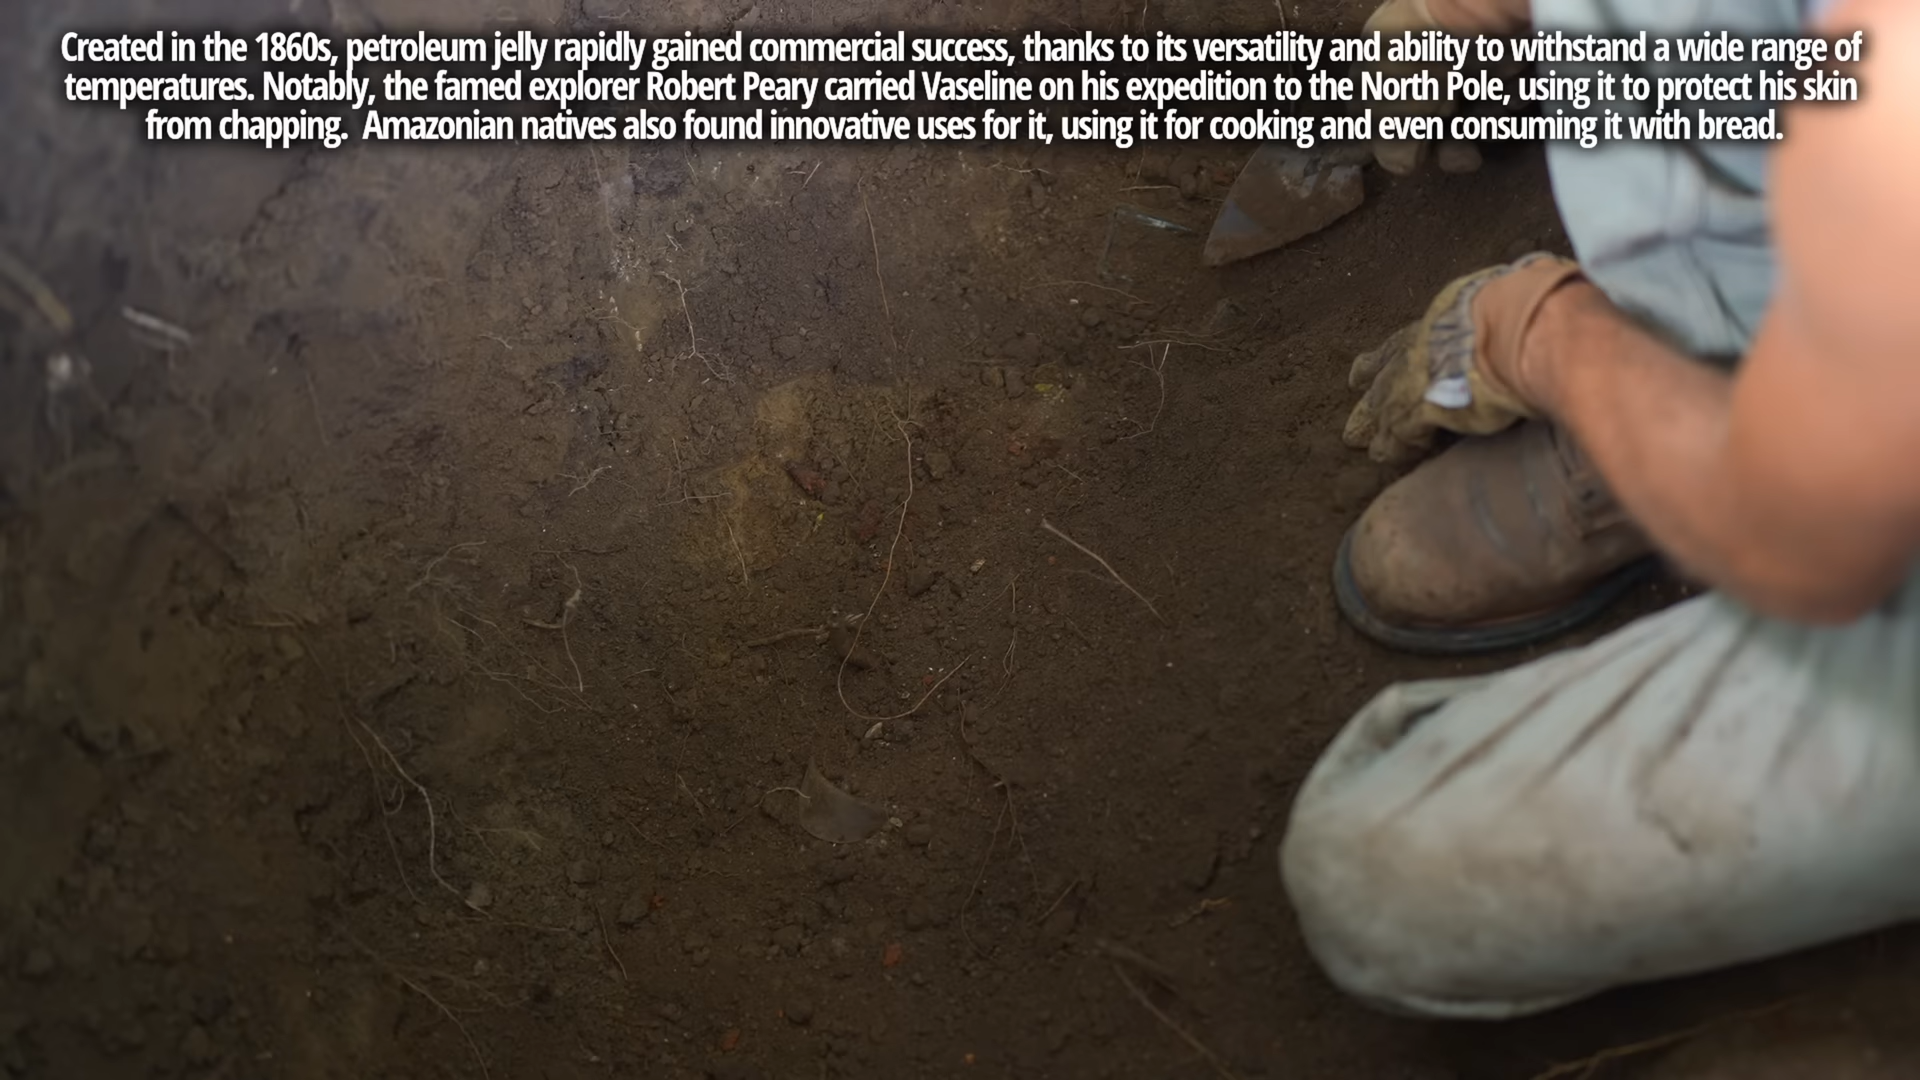 Created in the 1860s, petroleum jelly rapidly gained commercial success, thanks to its versatility and ability to withstand a wide range of
temperatures. Notably, the famed explorer Robert Peary carried Vaseline on his expedition to the North Pole, using it to protect his skin
from chapping.  Amazonian natives also found innovative uses for it, using it for cooking and even consuming it with bread.